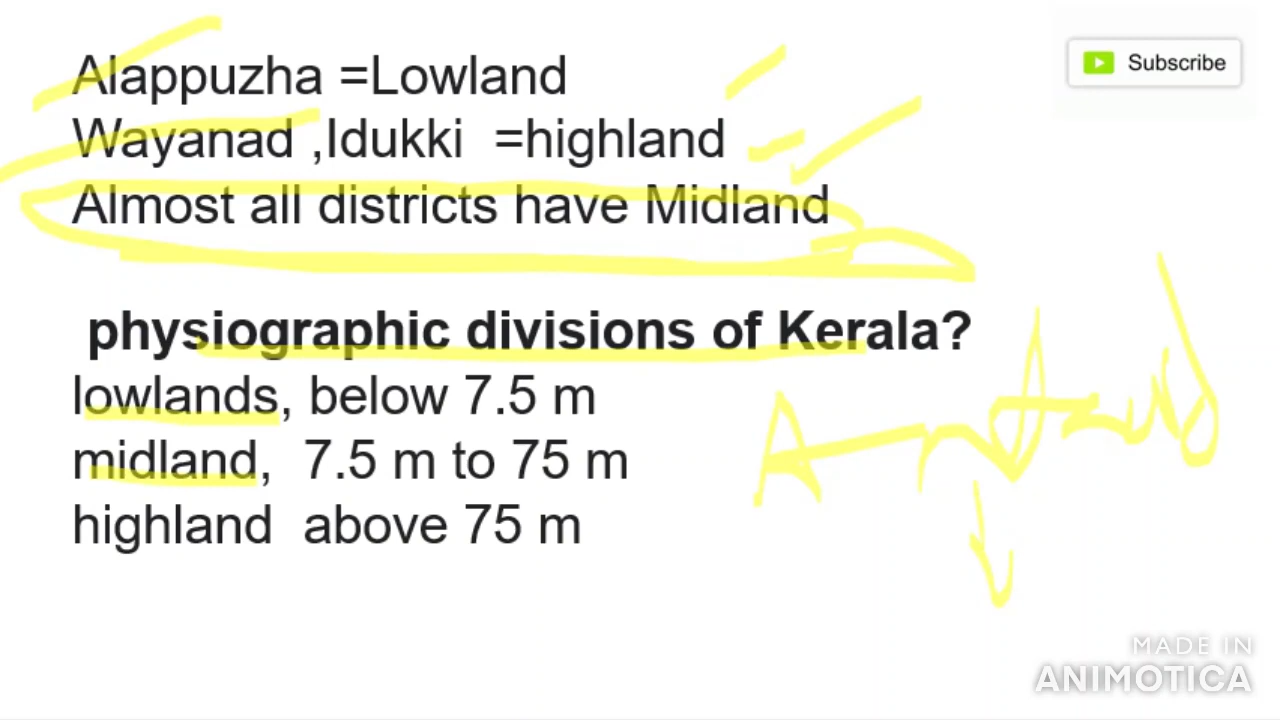 Alappuzha =Lowland
Subscribe
Wayanad ,Idukki =highland
Almost all districts have Midland
physiographic divisions of Kerala?
lowlands, below 7.5 m
midland, 7.5 m to 75 m
highland above 75 m
MADE IN
ANIMOTICA